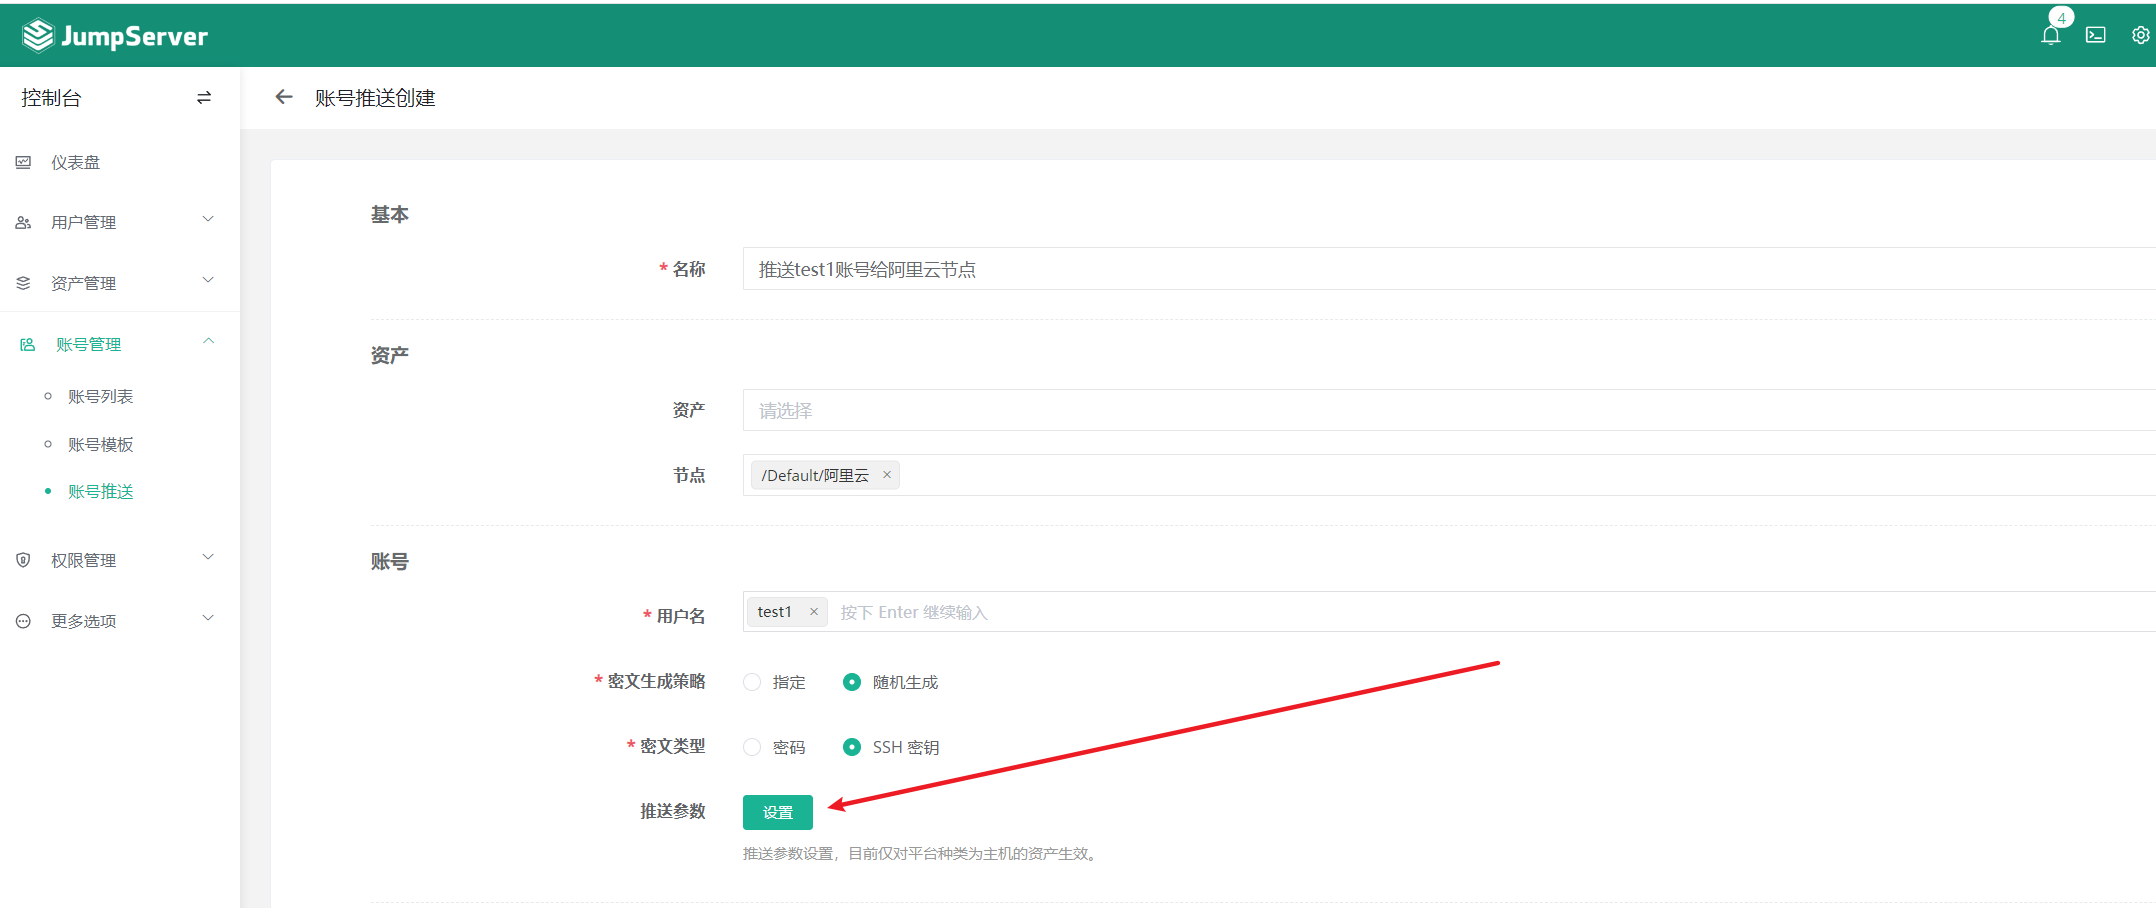 JumpServer
4
控制台
账号推送创建
仪表盘
用户管理
资产管理
账号管理
账号列表
账号模板
账号推送
权限管理
更多选项
基本
* 名称
推送test1账号给阿里云节点
资产
资产
请选择
节点
/Default/阿里云 ×
账号
* 用户名
test1 × 按下 Enter 继续输入
* 密文生成策略
指定 随机生成
* 密文类型
密码 SSH 密钥
推送参数
设置
推送参数设置，目前仅对平台种类为主机的资产生效。